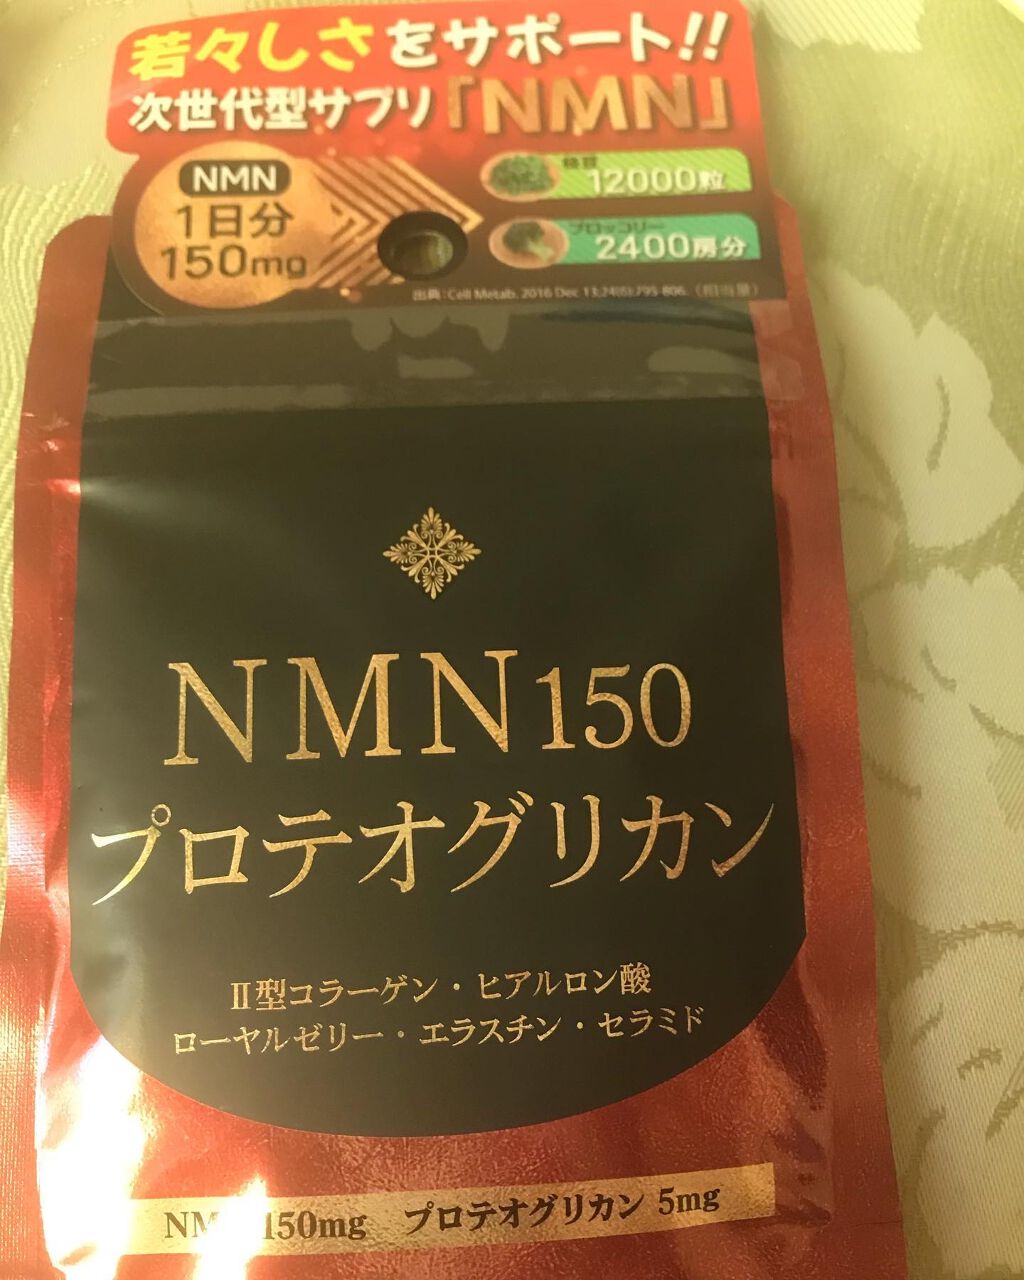 若々しさをサポート!!
次世代型サプリ「NMN」
NMN
1日分
150mg
枝豆
12000粒
ブロッコリー
2400房分
出典:Cell Metab. 2016 Dec 13;24(6):795-806.(相当量)
NMN150
プロテオグリカン
Ⅱ型コラーゲン・ヒアルロン酸
ローヤルゼリー・エラスチン・セラミド
150mg プロテオグリカン 5mg